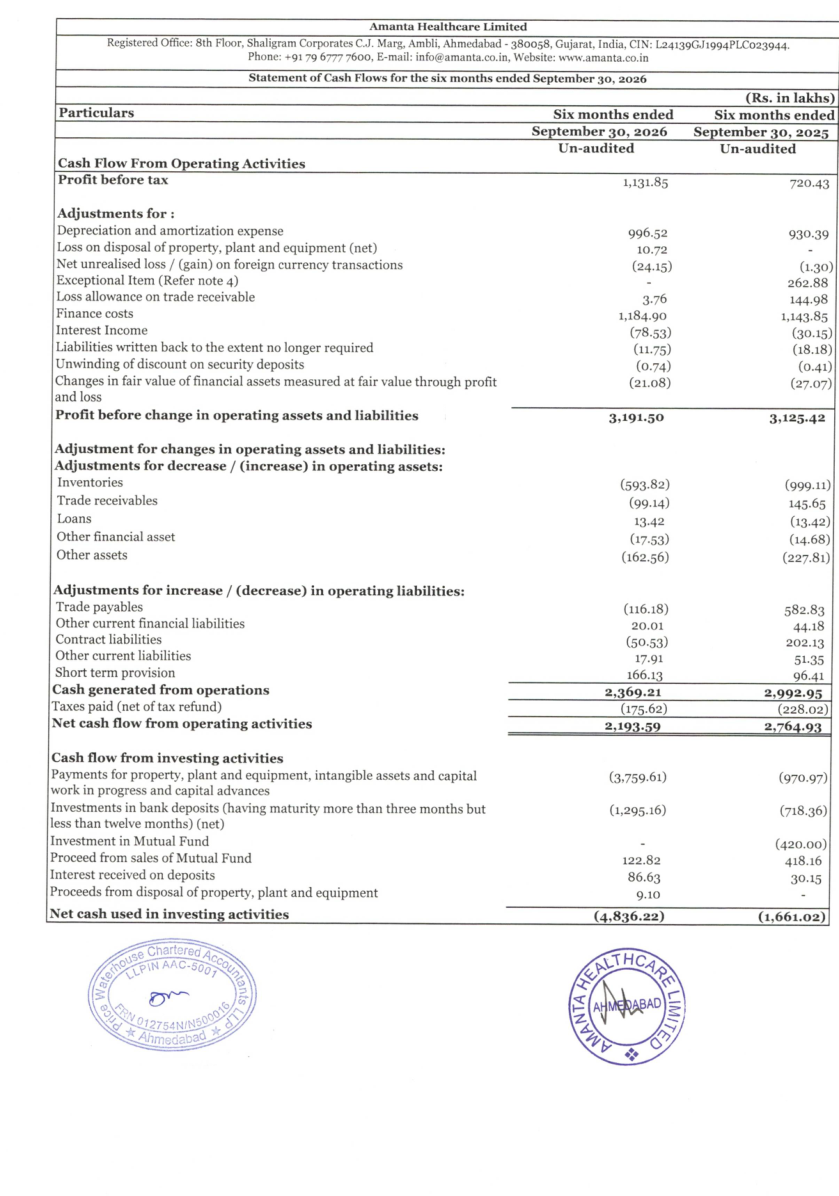 Amanta Healthcare Limited
Registered Office: 8th Floor, Shaligram Corporates C.J. Marg, Ambli, Ahmedabad - 380058, Gujarat, India, CIN: L24139GJ1994PLC023944.
Phone: +91 79 6777 7600, E-mail: info@amanta.co.in, Website: www.amanta.co.in
Statement of Cash Flows for the six months ended September 30, 2026
(Rs. in lakhs)
Particulars Six months ended Six months ended
September 30, 2026 September 30, 2025
Un-audited Un-audited
Cash Flow From Operating Activities
Profit before tax 1,131.85 720.43
Adjustments for :
Depreciation and amortization expense 996.52 930.39
Loss on disposal of property, plant and equipment (net) 10.72 -
Net unrealised loss / (gain) on foreign currency transactions (24.15) (1.30)
Exceptional Item (Refer note 4) - 262.88
Loss allowance on trade receivable 3.76 144.98
Finance costs 1,184.90 1,143.85
Interest Income (78.53) (30.15)
Liabilities written back to the extent no longer required (11.75) (18.18)
Unwinding of discount on security deposits (0.74) (0.41)
Changes in fair value of financial assets measured at fair value through profit (21.08) (27.07)
and loss
Profit before change in operating assets and liabilities 3,191.50 3,125.42
Adjustment for changes in operating assets and liabilities:
Adjustments for decrease / (increase) in operating assets:
Inventories (593.82) (999.11)
Trade receivables (99.14) 145.65
Loans 13.42 (13.42)
Other financial asset (17.53) (14.68)
Other assets (162.56) (227.81)
Adjustments for increase / (decrease) in operating liabilities:
Trade payables (116.18) 582.83
Other current financial liabilities 20.01 44.18
Contract liabilities (50.53) 202.13
Other current liabilities 17.91 51.35
Short term provision 166.13 96.41
Cash generated from operations 2,369.21 2,992.95
Taxes paid (net of tax refund) (175.62) (228.02)
Net cash flow from operating activities 2,193.59 2,764.93
Cash flow from investing activities
Payments for property, plant and equipment, intangible assets and capital (3,759.61) (970.97)
work in progress and capital advances
Investments in bank deposits (having maturity more than three months but (1,295.16) (718.36)
less than twelve months) (net)
Investment in Mutual Fund - (420.00)
Proceed from sales of Mutual Fund 122.82 418.16
Interest received on deposits 86.63 30.15
Proceeds from disposal of property, plant and equipment 9.10 -
Net cash used in investing activities (4,836.22) (1,661.02)
Price Waterhouse Chartered Accountants LLP
LLPIN AAC-5001
FRN 012754N/N500016
★ Ahmedabad ★
AMANTA HEALTHCARE LIMITED
AHMEDABAD